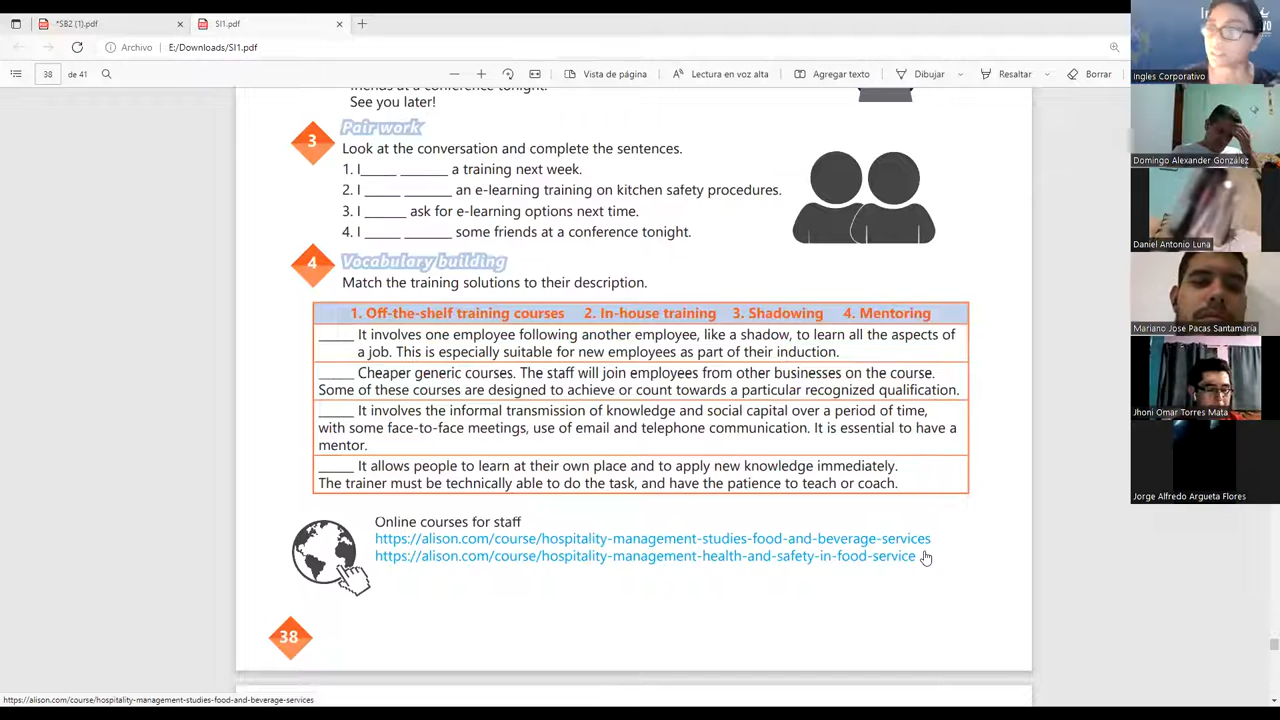 *SB2 (1).pdf
SI1.pdf
Archivo
E:/Downloads/SI1.pdf
38
de 41
Vista de página
Lectura en voz alta
Agregar texto
Dibujar
Resaltar
Borrar
See you later!
3
Pair work
Look at the conversation and complete the sentences.
1. I_____ _______ a training next week.
2. I _____ _______ an e-learning training on kitchen safety procedures.
3. I ______ ask for e-learning options next time.
4. I _____ _______ some friends at a conference tonight.
4
Vocabulary building
Match the training solutions to their description.
1. Off-the-shelf training courses 2. In-house training 3. Shadowing 4. Mentoring
_____ It involves one employee following another employee, like a shadow, to learn all the aspects of
a job. This is especially suitable for new employees as part of their induction.
_____ Cheaper generic courses. The staff will join employees from other businesses on the course.
Some of these courses are designed to achieve or count towards a particular recognized qualification.
_____ It involves the informal transmission of knowledge and social capital over a period of time,
with some face-to-face meetings, use of email and telephone communication. It is essential to have a
mentor.
_____ It allows people to learn at their own place and to apply new knowledge immediately.
The trainer must be technically able to do the task, and have the patience to teach or coach.
Online courses for staff
https://alison.com/course/hospitality-management-studies-food-and-beverage-services
https://alison.com/course/hospitality-management-health-and-safety-in-food-service
38
https://alison.com/course/hospitality-management-studies-food-and-beverage-services
Ingles Corporativo
Domingo Alexander González
Daniel Antonio Luna
Mariano Jose Pacas Santamaría
Jhoni Omar Torres Mata
Jorge Alfredo Argueta Flores